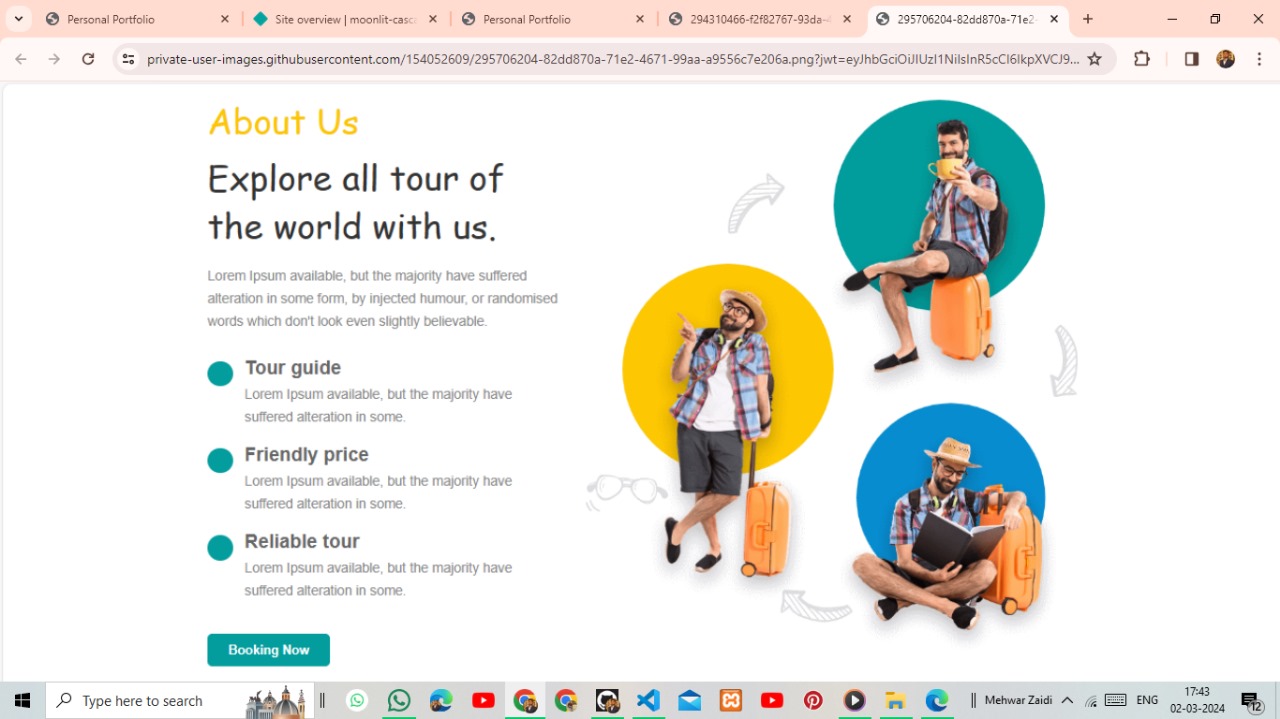 Personal Portfolio
Site overview | moonlit-casca
Personal Portfolio
294310466-f2f82767-93da-4
295706204-82dd870a-71e2-
private-user-images.githubusercontent.com/154052609/295706204-82dd870a-71e2-4671-99aa-a9556c7e206a.png?jwt=eyJhbGciOiJIUzI1NiIsInR5cCI6IkpXVCJ9...
About Us
Explore all tour of
the world with us.
Lorem Ipsum available, but the majority have suffered
alteration in some form, by injected humour, or randomised
words which don't look even slightly believable.
Tour guide
Lorem Ipsum available, but the majority have
suffered alteration in some.
Friendly price
Lorem Ipsum available, but the majority have
suffered alteration in some.
Reliable tour
Lorem Ipsum available, but the majority have
suffered alteration in some.
Booking Now
Type here to search
Mehwar Zaidi
ENG
17:43
02-03-2024
12